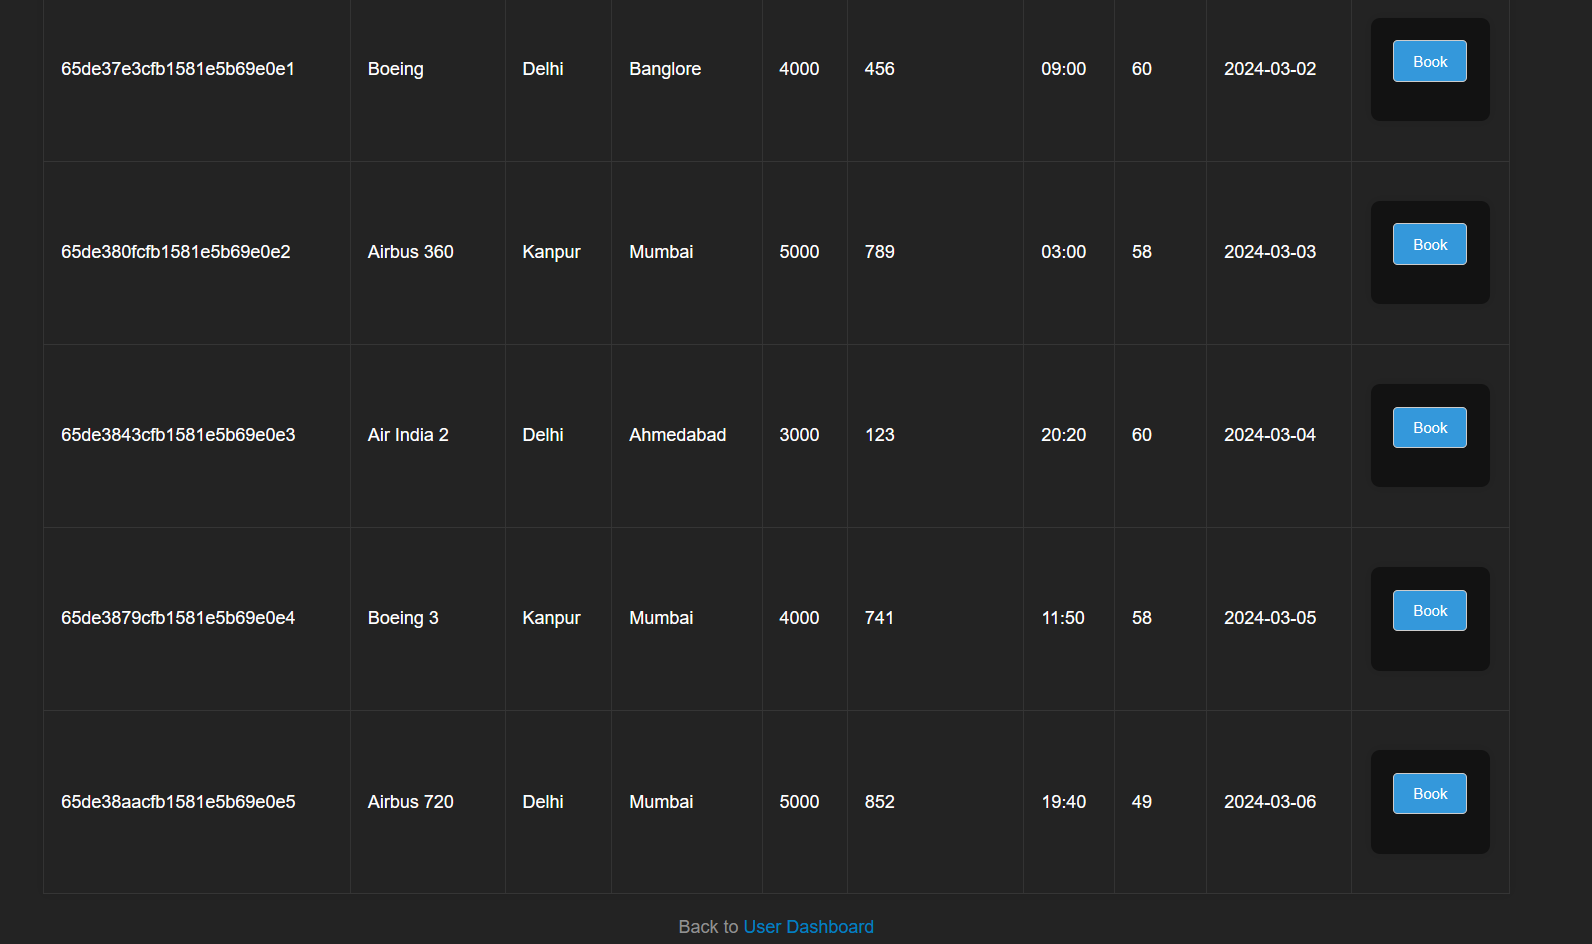 65de37e3cfb1581e5b69e0e1 Boeing Delhi Banglore 4000 456 09:00 60 2024-03-02 Book
65de380fcfb1581e5b69e0e2 Airbus 360 Kanpur Mumbai 5000 789 03:00 58 2024-03-03 Book
65de3843cfb1581e5b69e0e3 Air India 2 Delhi Ahmedabad 3000 123 20:20 60 2024-03-04 Book
65de3879cfb1581e5b69e0e4 Boeing 3 Kanpur Mumbai 4000 741 11:50 58 2024-03-05 Book
65de38aacfb1581e5b69e0e5 Airbus 720 Delhi Mumbai 5000 852 19:40 49 2024-03-06 Book
Back to User Dashboard